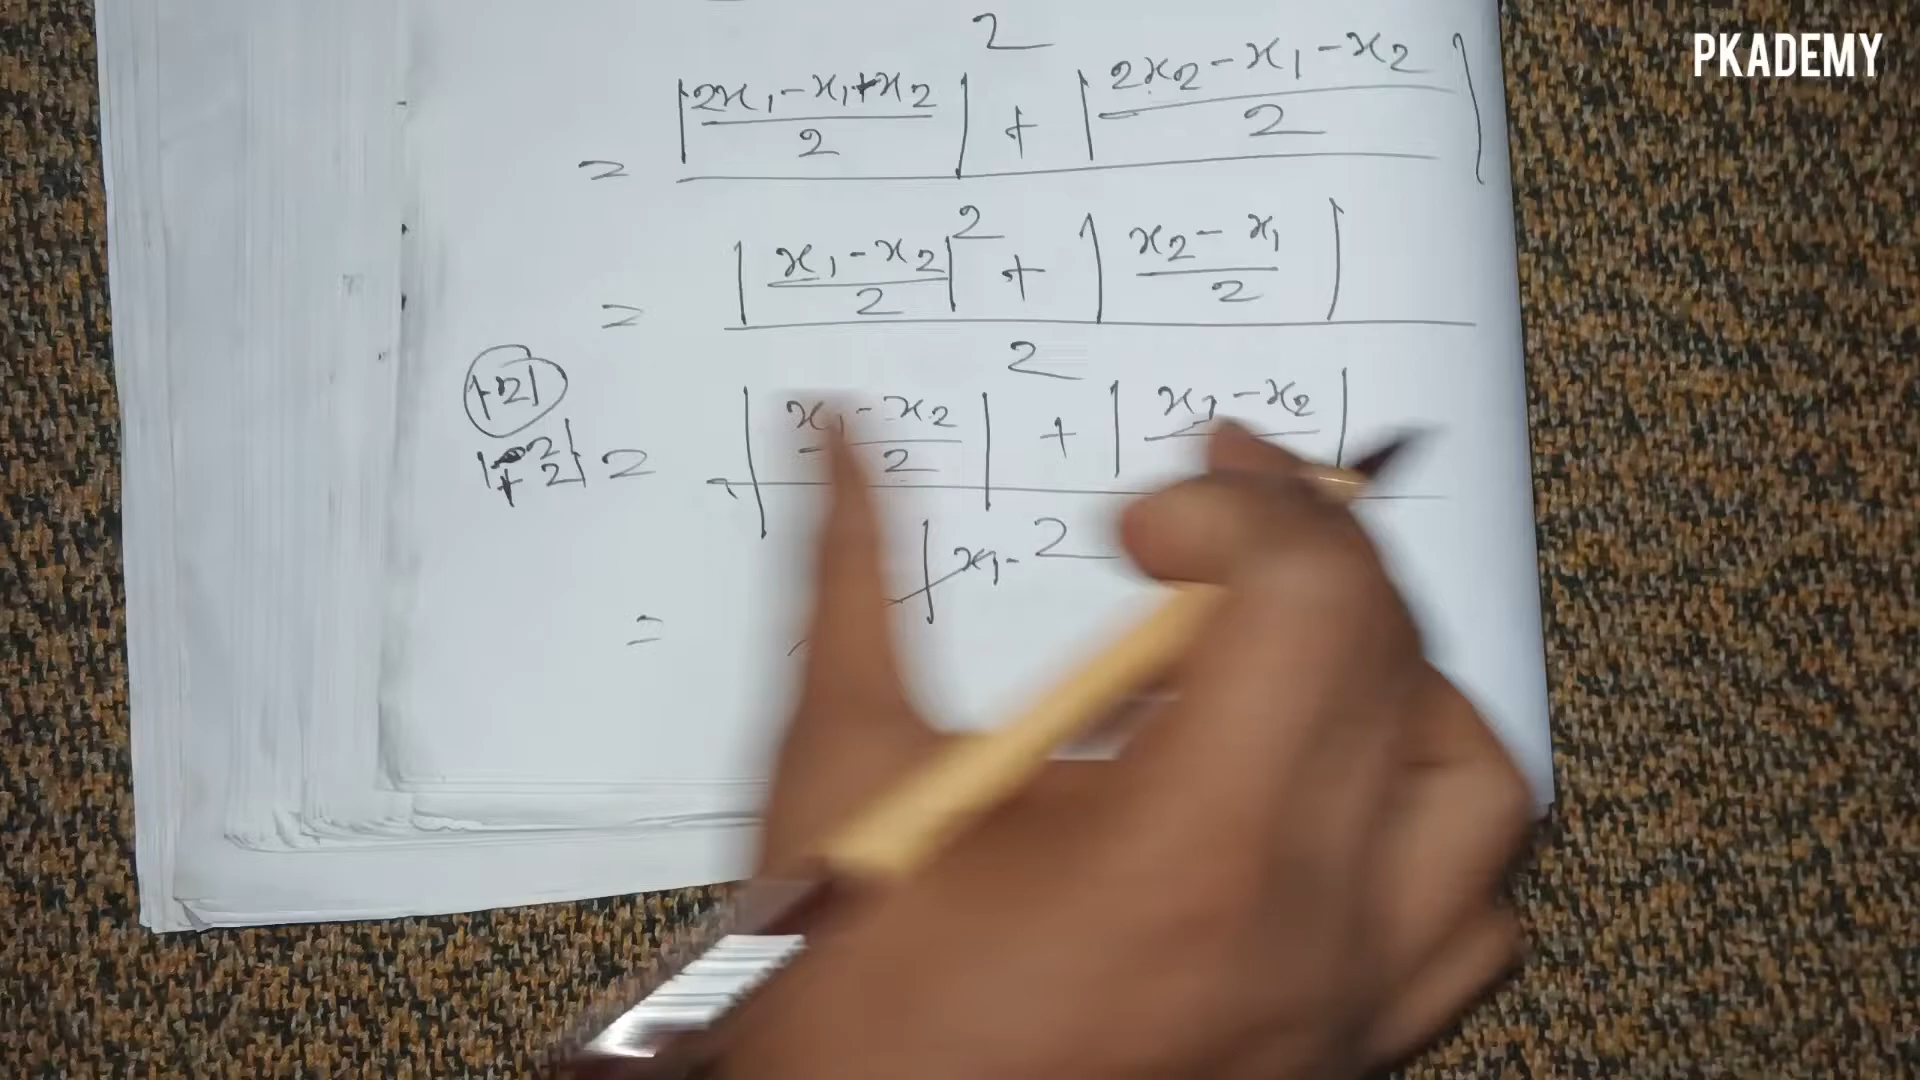 PKADEMY
2
= |2x₁-x₁+x₂ / 2| + |2x₂-x₁-x₂ / 2|
2
= |x₁-x₂ / 2| + |x₂-x₁ / 2|
2
|+2|
|-2|
|+2| = |x₁-x₂ / 2| + |x₁-x₂
2
= |x₁-